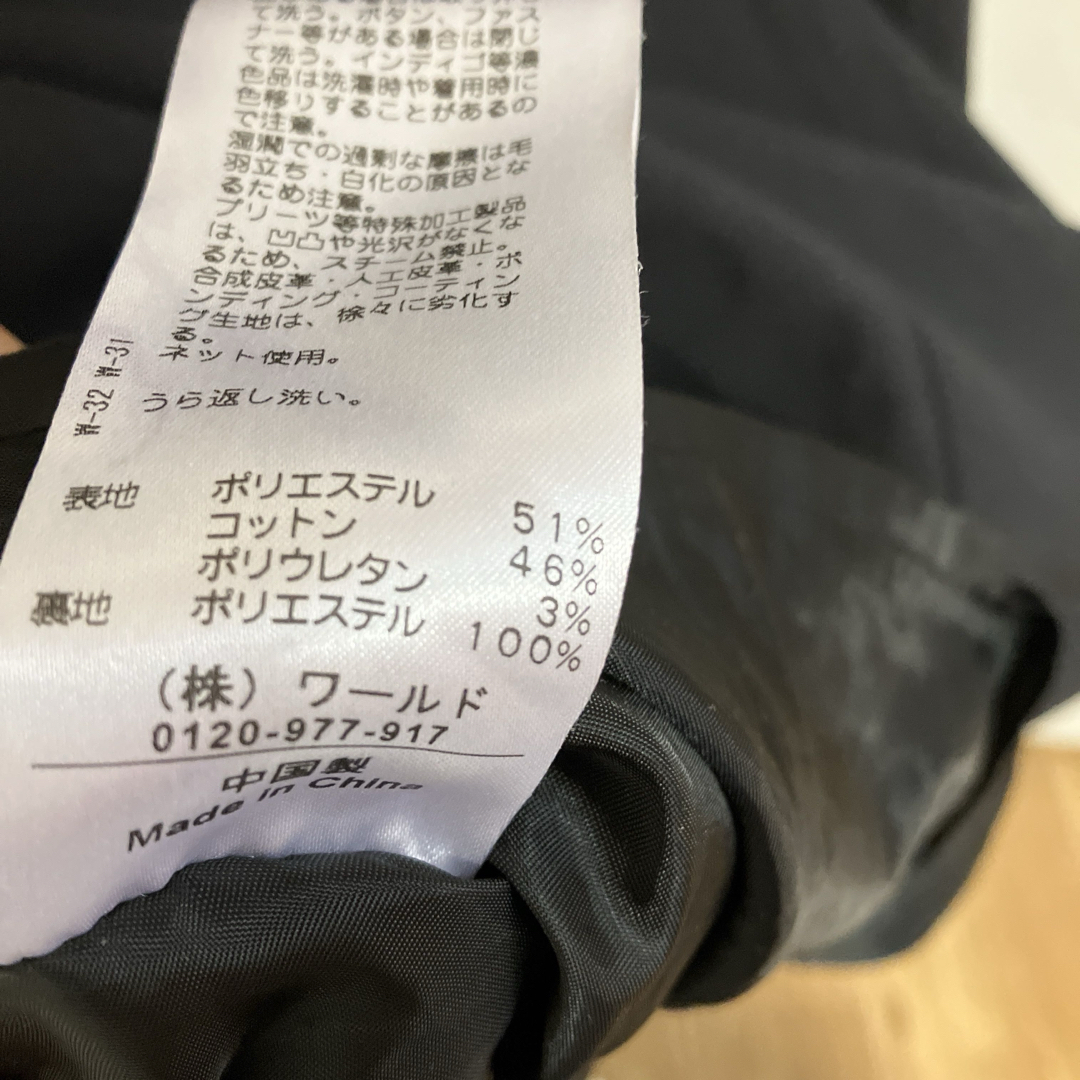 て洗う。ボタン、ファス
ナー等がある場合は閉じ
て洗う。インディゴ等濃
色品は洗濯時や着用時に
色移りすることがあるの
で注意。
湿潤での過剰な摩擦は毛
羽立ち・白化の原因とな
るため注意。
プリーツ等特殊加工製品
は、凹凸や光沢がなくな
るため、スチーム禁止。
合成皮革・人工皮革・ボ
ンディング・コーティン
グ生地は、徐々に劣化す
る。
ネット使用。
うら返し洗い。
W-32 W-31
表地 ポリエステル 51%
コットン 46%
ポリウレタン 3%
裏地 ポリエステル 100%
(株) ワールド
0120-977-917
中国製
Made in China